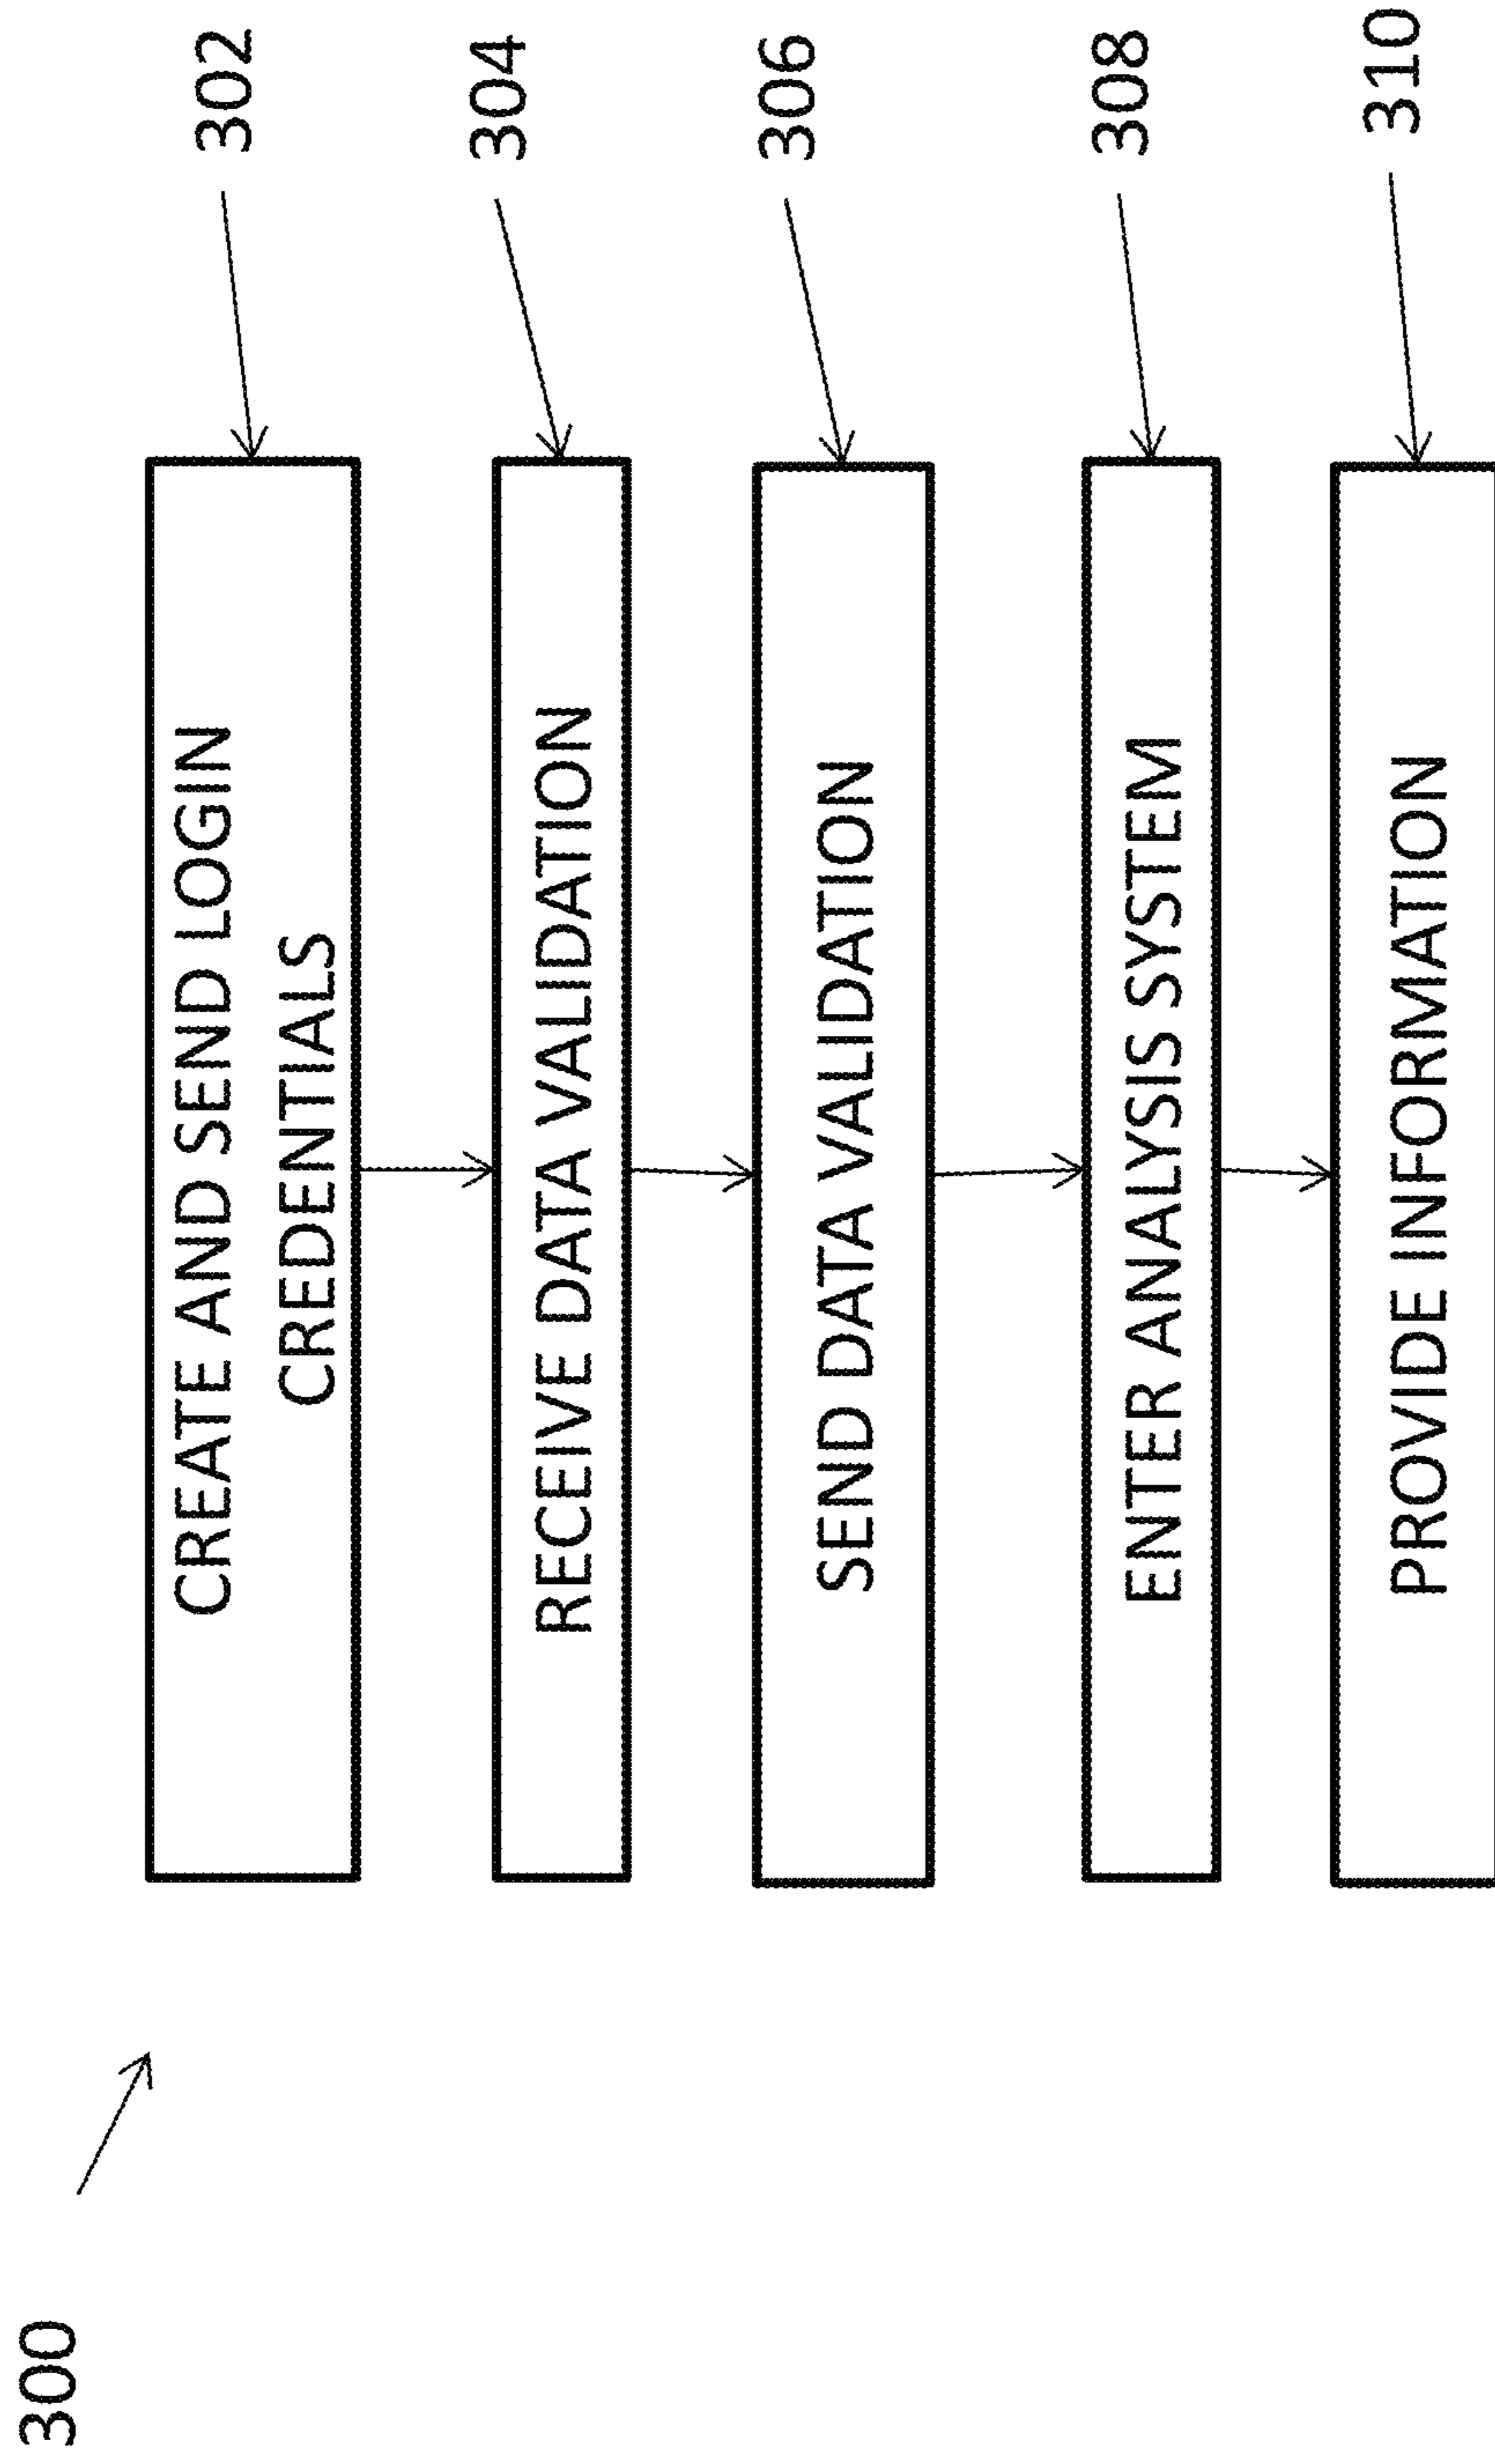 300
CREATE AND SEND LOGIN
CREDENTIALS
302
RECEIVE DATA VALIDATION
304
SEND DATA VALIDATION
306
ENTER ANALYSIS SYSTEM
308
PROVIDE INFORMATION
310